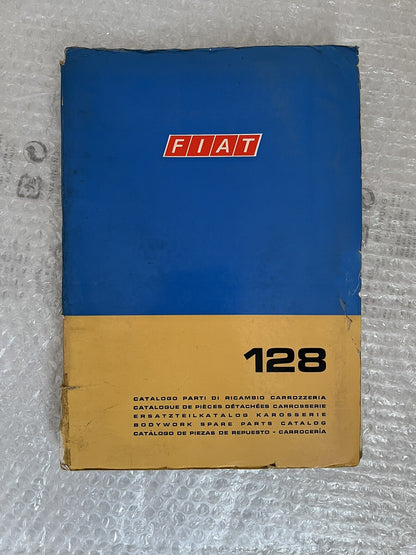 FIAT
128
CATALOGO PARTI DI RICAMBIO CARROZZERIA
CATALOGUE DE PIÈCES DÉTACHÉES CARROSSERIE
ERSATZTEILKATALOG KAROSSERIE
BODYWORK SPARE PARTS CATALOG
CATÁLOGO DE PIEZAS DE REPUESTO - CARROCERÍA